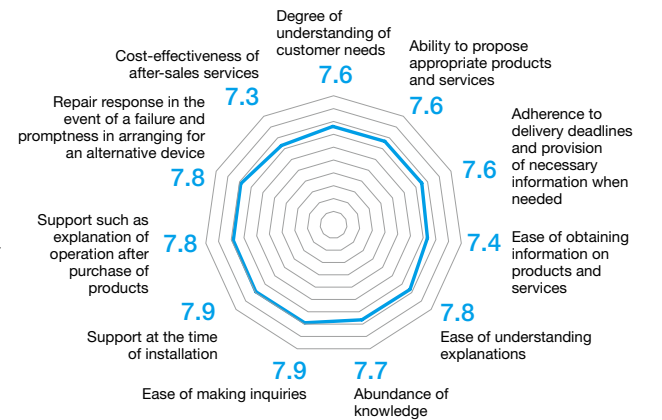 Degree of
understanding of
customer needs
7.6
Ability to propose
appropriate products
and services
7.6
Adherence to
delivery deadlines
and provision
of necessary
information when
needed
7.6
7.4
Ease of obtaining
information on
products and
services
7.8
Ease of understanding
explanations
7.7
Abundance of
knowledge
7.9
Ease of making inquiries
7.9
Support at the time
of installation
7.8
Support such as
explanation of
operation after
purchase of
products
7.8
Repair response in the
event of a failure and
promptness in arranging for
an alternative device
7.3
Cost-effectiveness of
after-sales services